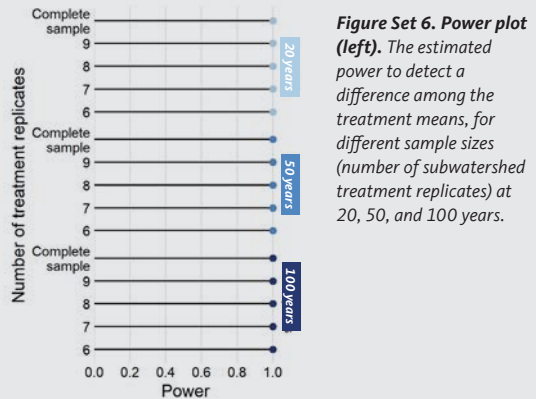 Complete
sample
9
8
7
6
20 years
Complete
sample
9
8
7
6
50 years
Complete
sample
9
8
7
6
100 years
0.0 0.2 0.4 0.6 0.8 1.0
Power
Number of treatment replicates
Figure Set 6. Power plot
(left). The estimated
power to detect a
difference among the
treatment means, for
different sample sizes
(number of subwatershed
treatment replicates) at
20, 50, and 100 years.